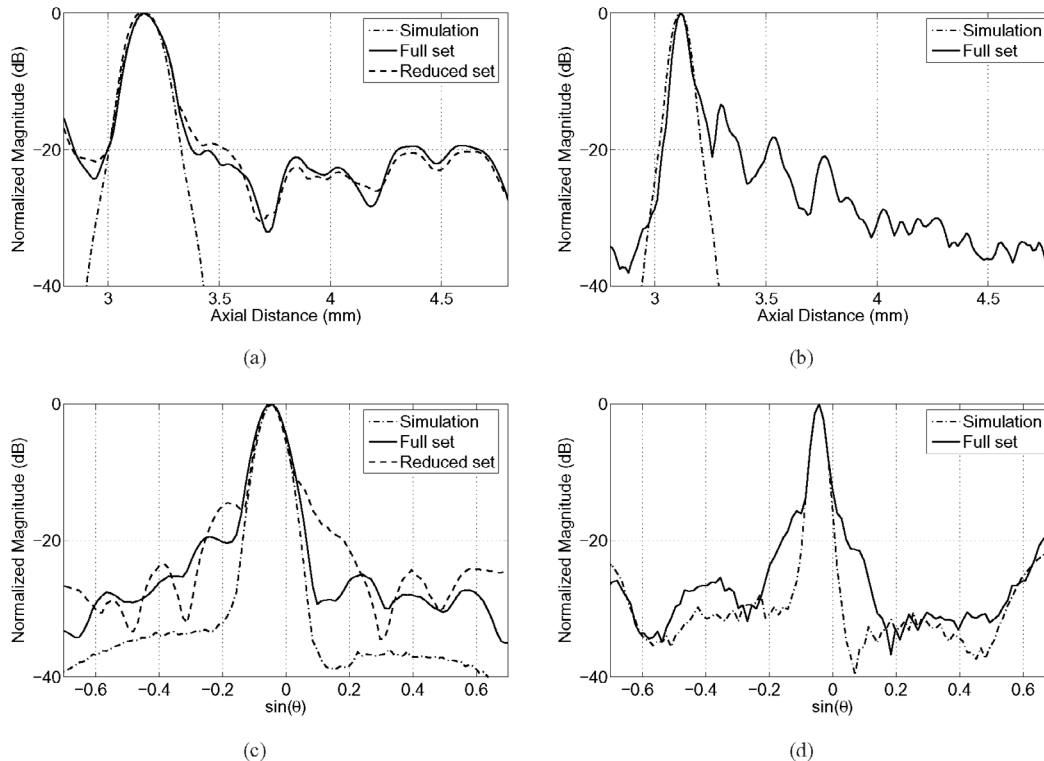 0
−20
−40
Normalized Magnitude (dB)
3
3.5
4
4.5
Axial Distance (mm)
Simulation
Full set
Reduced set
(a)
0
−20
−40
Normalized Magnitude (dB)
3
3.5
4
4.5
Axial Distance (mm)
Simulation
Full set
(b)
0
−20
−40
Normalized Magnitude (dB)
−0.6
−0.4
−0.2
0
0.2
0.4
0.6
sin(θ)
Simulation
Full set
Reduced set
(c)
0
−20
−40
Normalized Magnitude (dB)
−0.6
−0.4
−0.2
0
0.2
0.4
0.6
sin(θ)
Simulation
Full set
(d)